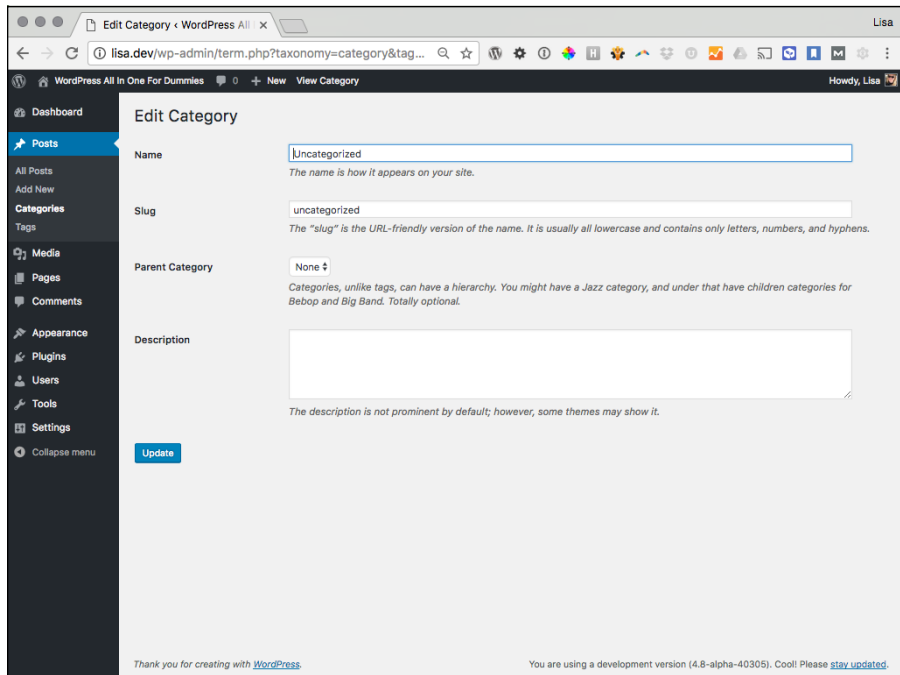 Edit Category ‹ WordPress All
Lisa
lisa.dev/wp-admin/term.php?taxonomy=category&tag...
WordPress All In One For Dummies 0 + New View Category
Howdy, Lisa
Dashboard
Posts
All Posts
Add New
Categories
Tags
Media
Pages
Comments
Appearance
Plugins
Users
Tools
Settings
Collapse menu
Edit Category
Name
Uncategorized
The name is how it appears on your site.
Slug
uncategorized
The “slug” is the URL-friendly version of the name. It is usually all lowercase and contains only letters, numbers, and hyphens.
Parent Category
None
Categories, unlike tags, can have a hierarchy. You might have a Jazz category, and under that have children categories for
Bebop and Big Band. Totally optional.
Description
The description is not prominent by default; however, some themes may show it.
Update
Thank you for creating with WordPress.
You are using a development version (4.8-alpha-40305). Cool! Please stay updated.